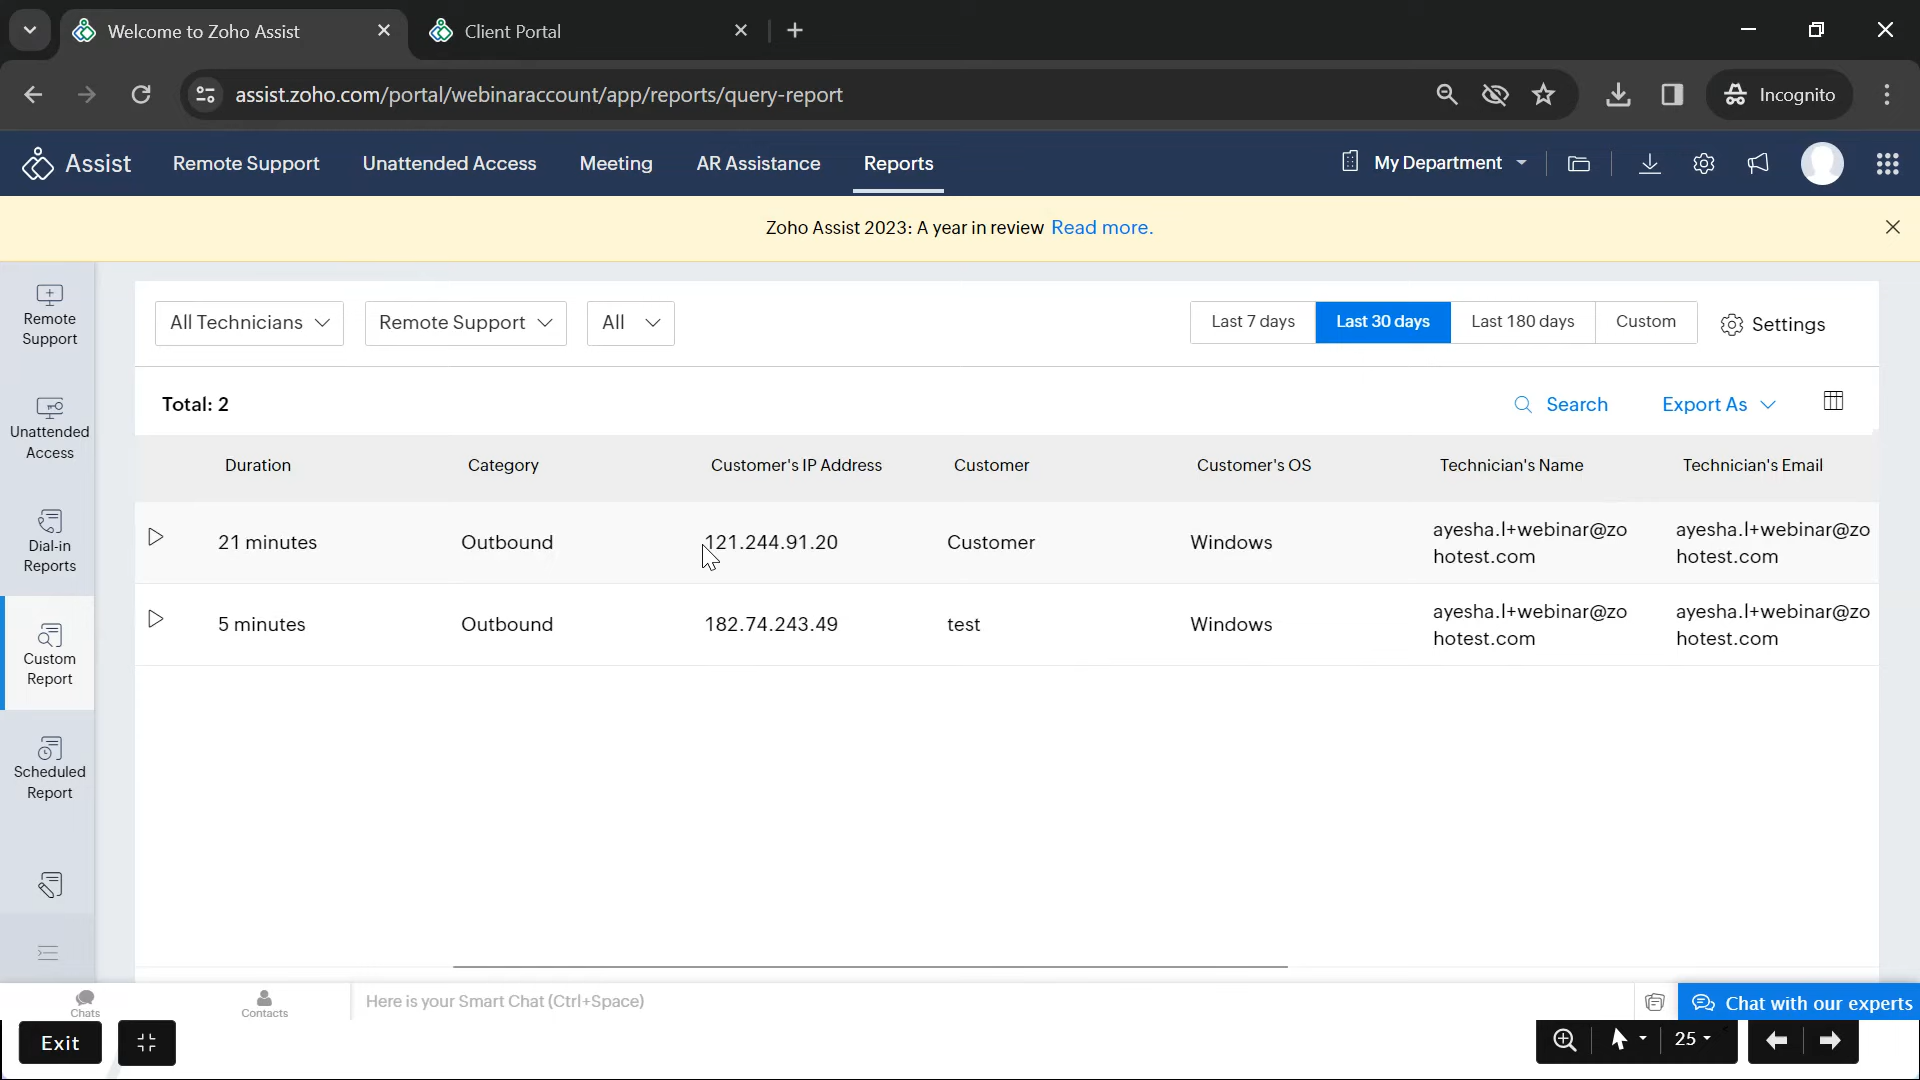 Welcome to Zoho Assist
Client Portal
assist.zoho.com/portal/webinaraccount/app/reports/query-report
Incognito
Assist
Remote Support
Unattended Access
Meeting
AR Assistance
Reports
My Department
Zoho Assist 2023: A year in review Read more.
Remote
Support
Unattended
Access
Dial-in
Reports
Custom
Report
Scheduled
Report
All Technicians
Remote Support
All
Last 7 days
Last 30 days
Last 180 days
Custom
Settings
Total: 2
Search
Export As
Duration
Category
Customer's IP Address
Customer
Customer's OS
Technician's Name
Technician's Email
21 minutes
Outbound
121.244.91.20
Customer
Windows
ayesha.l+webinar@zo
hotest.com
ayesha.l+webinar@zo
hotest.com
5 minutes
Outbound
182.74.243.49
test
Windows
ayesha.l+webinar@zo
hotest.com
ayesha.l+webinar@zo
hotest.com
Chats
Contacts
Here is your Smart Chat (Ctrl+Space)
Chat with our experts
Exit
25